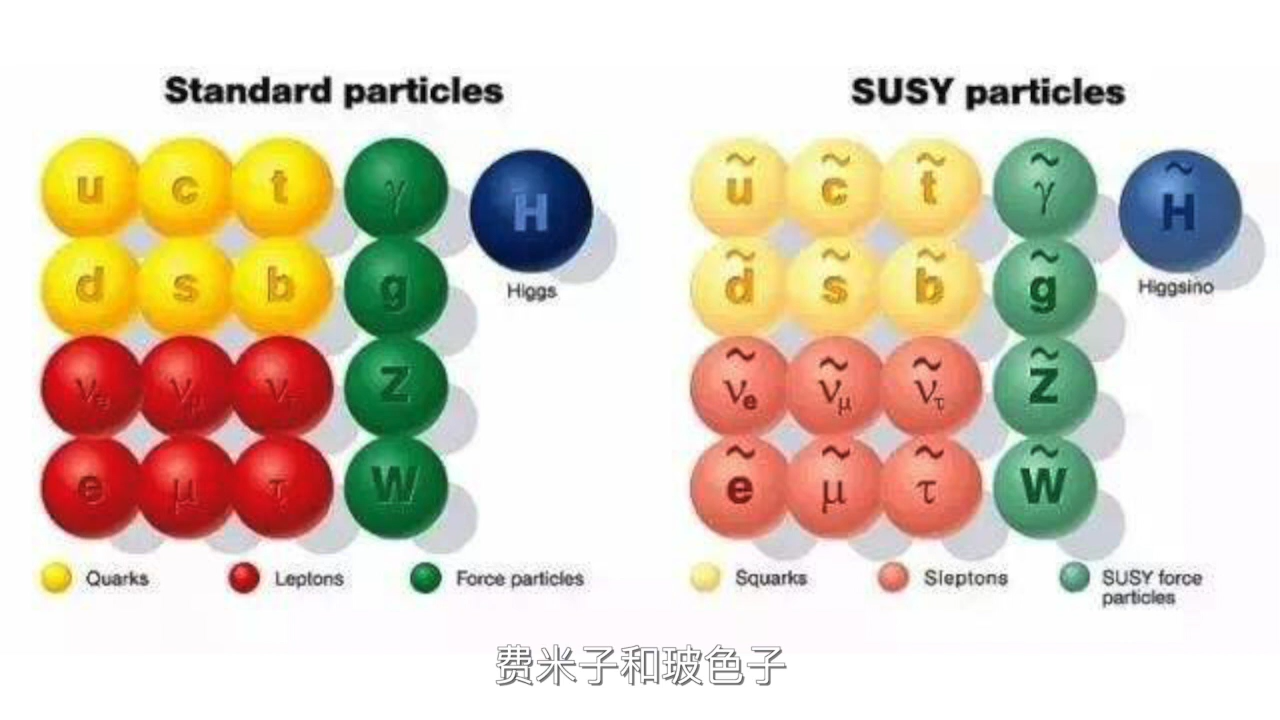 Standard particles
u c t γ H
d s b g
Higgs
νe νμ ντ Z
e μ τ W
Quarks Leptons Force particles
SUSY particles
ũ c̃ t̃ γ̃ H̃
d̃ s̃ b̃ g̃
Higgsino
ν̃e ν̃μ ν̃τ Z̃
ẽ μ̃ τ̃ W̃
Squarks Sleptons SUSY force
particles
费米子和玻色子